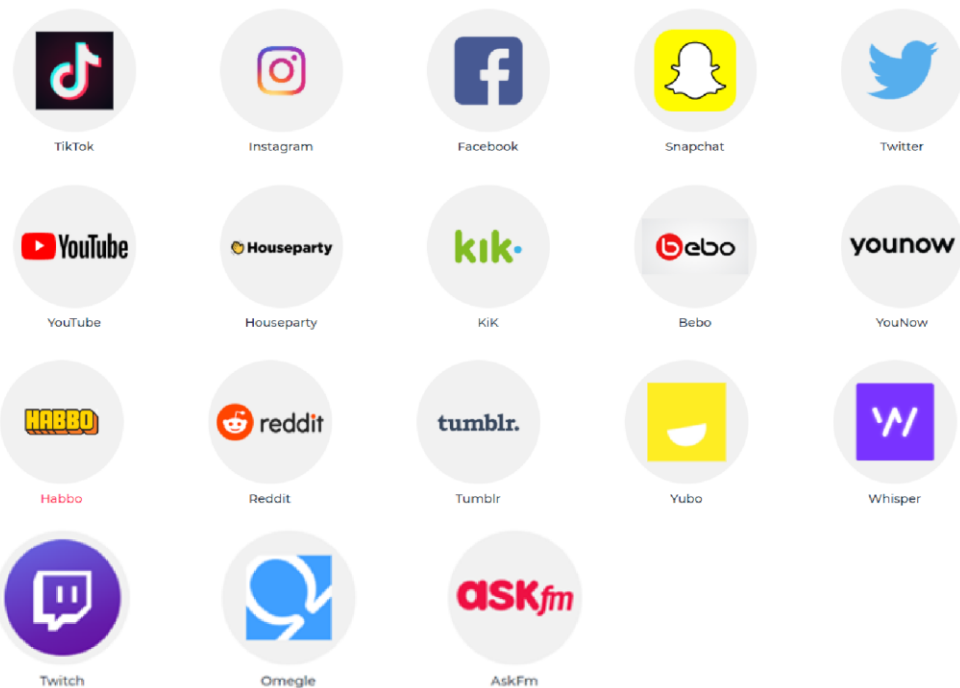 TikTok Instagram Facebook Snapchat Twitter
YouTube Houseparty kik. bebo younow
YouTube Houseparty KiK Bebo YouNow
HABBO reddit tumblr.
Habbo Reddit Tumblr Yubo Whisper
ASKfm
Twitch Omegle AskFm